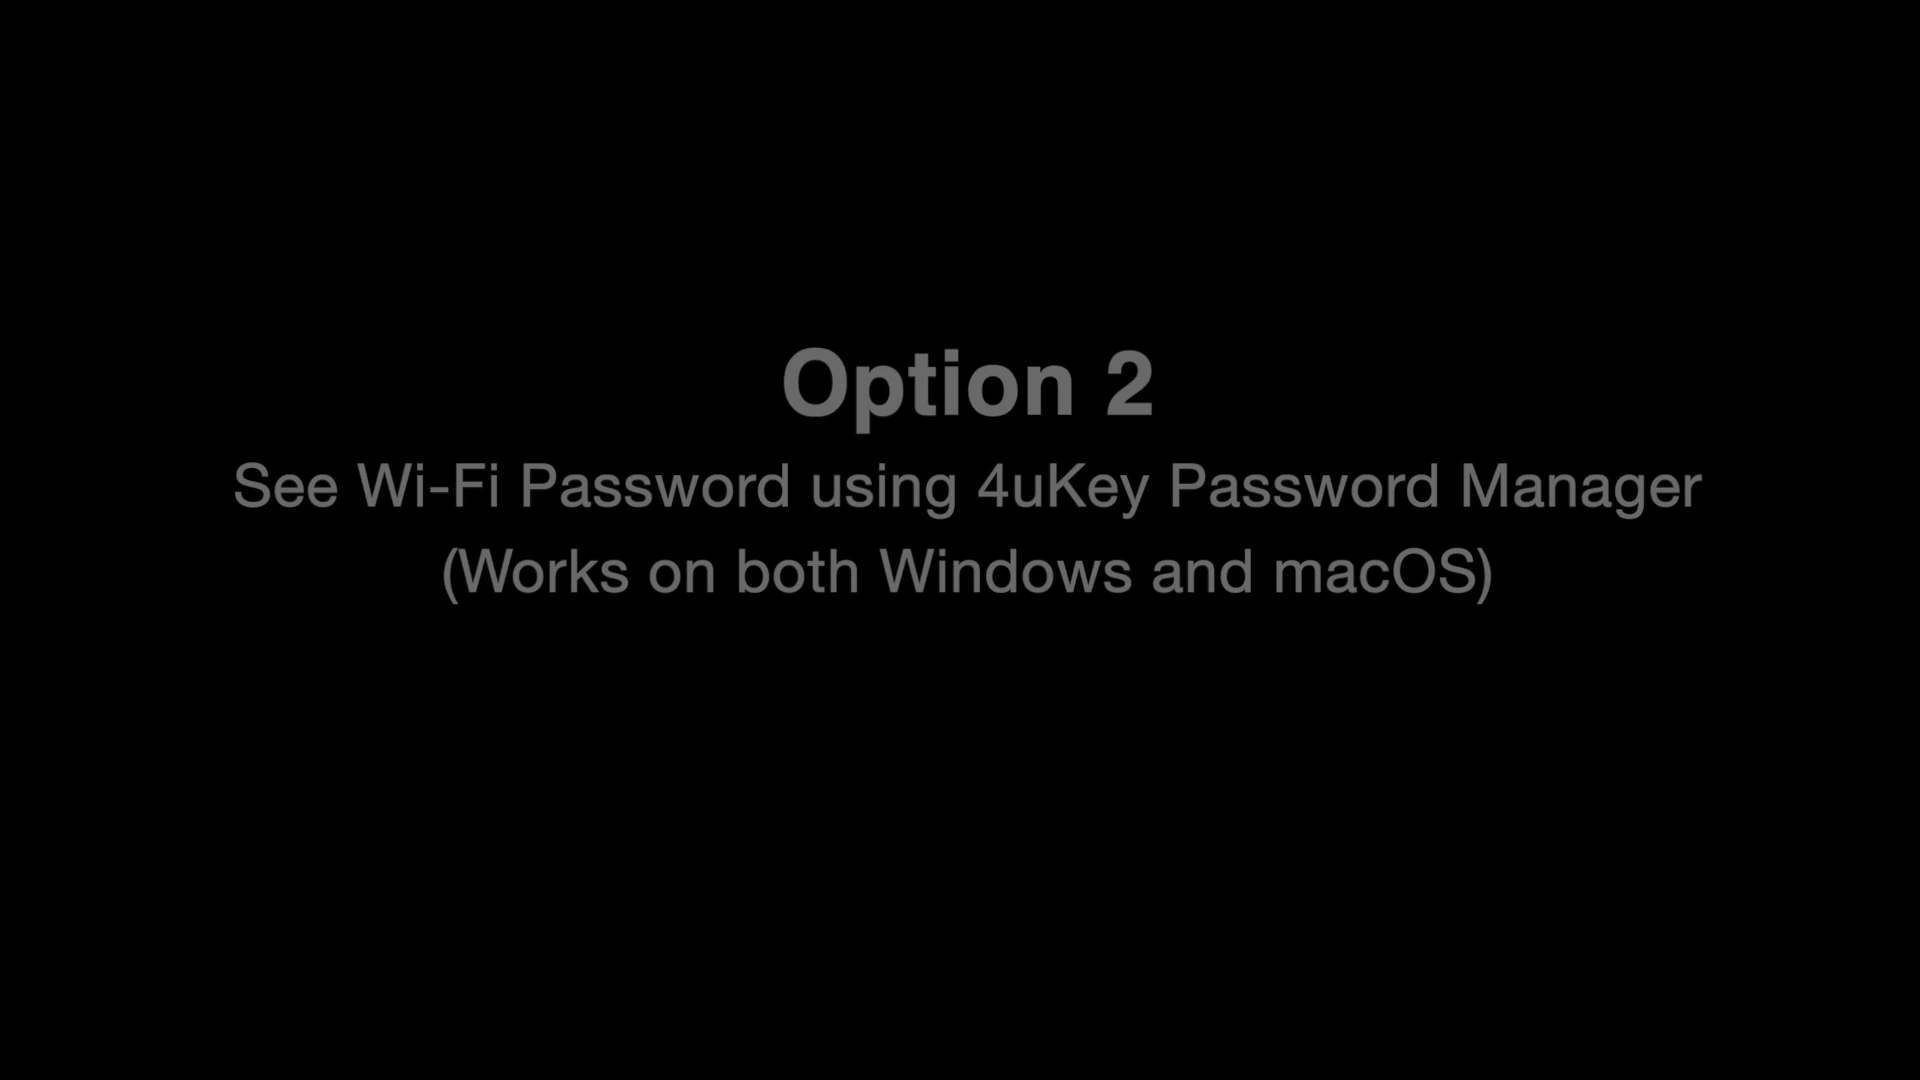 Option 2
See Wi-Fi Password using 4uKey Password Manager
(Works on both Windows and macOS)